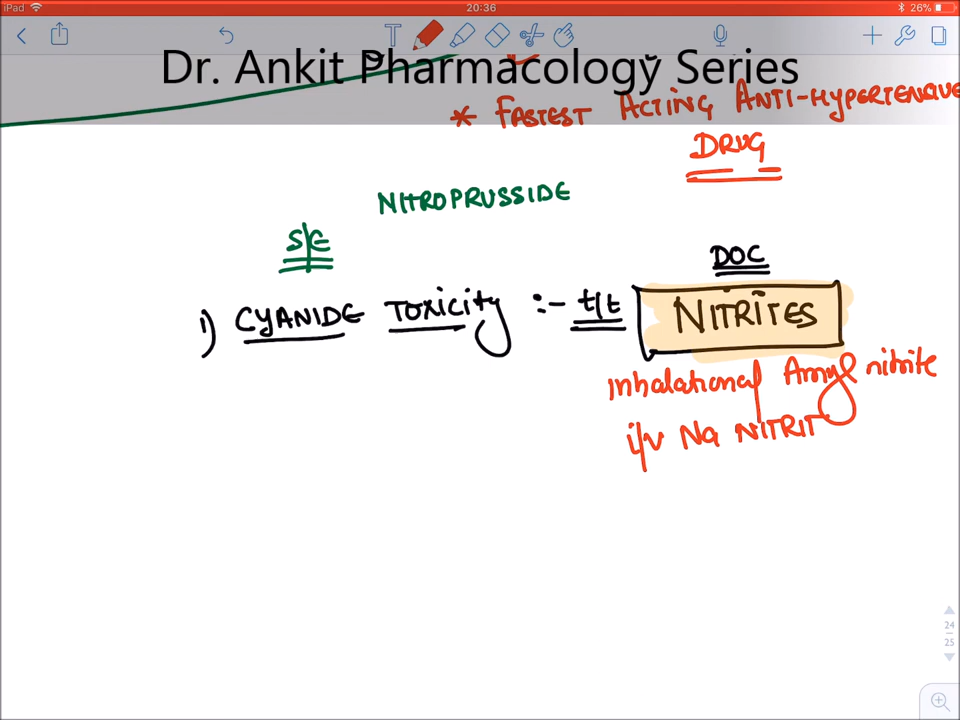 iPad 20:36 26%
Dr. Ankit Pharmacology Series
* FASTEST ACTING ANTI-HYPERTENSIVE
DRUG
NITROPRUSSIDE
S/E
DOC
1) CYANIDE TOXICITY :- t/t NITRITES
inhalational Amyl nitrite
i/v Na NITRIT
24
25